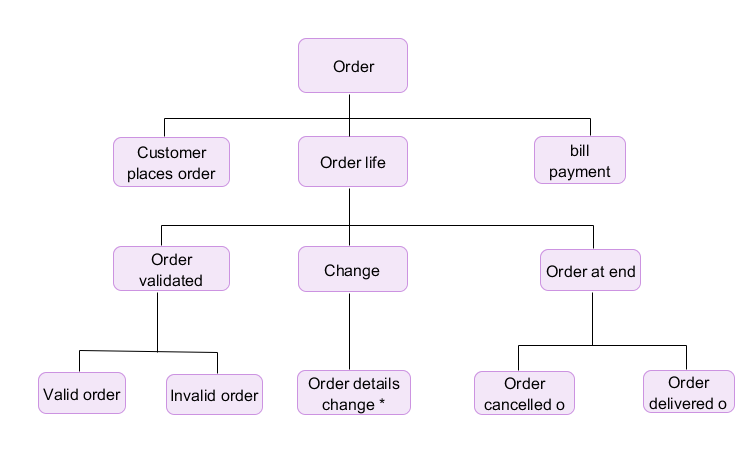 Order
Customer
places order
Order life
bill
payment
Order
validated
Change
Order at end
Valid order
Invalid order
Order details
change *
Order
cancelled o
Order
delivered o